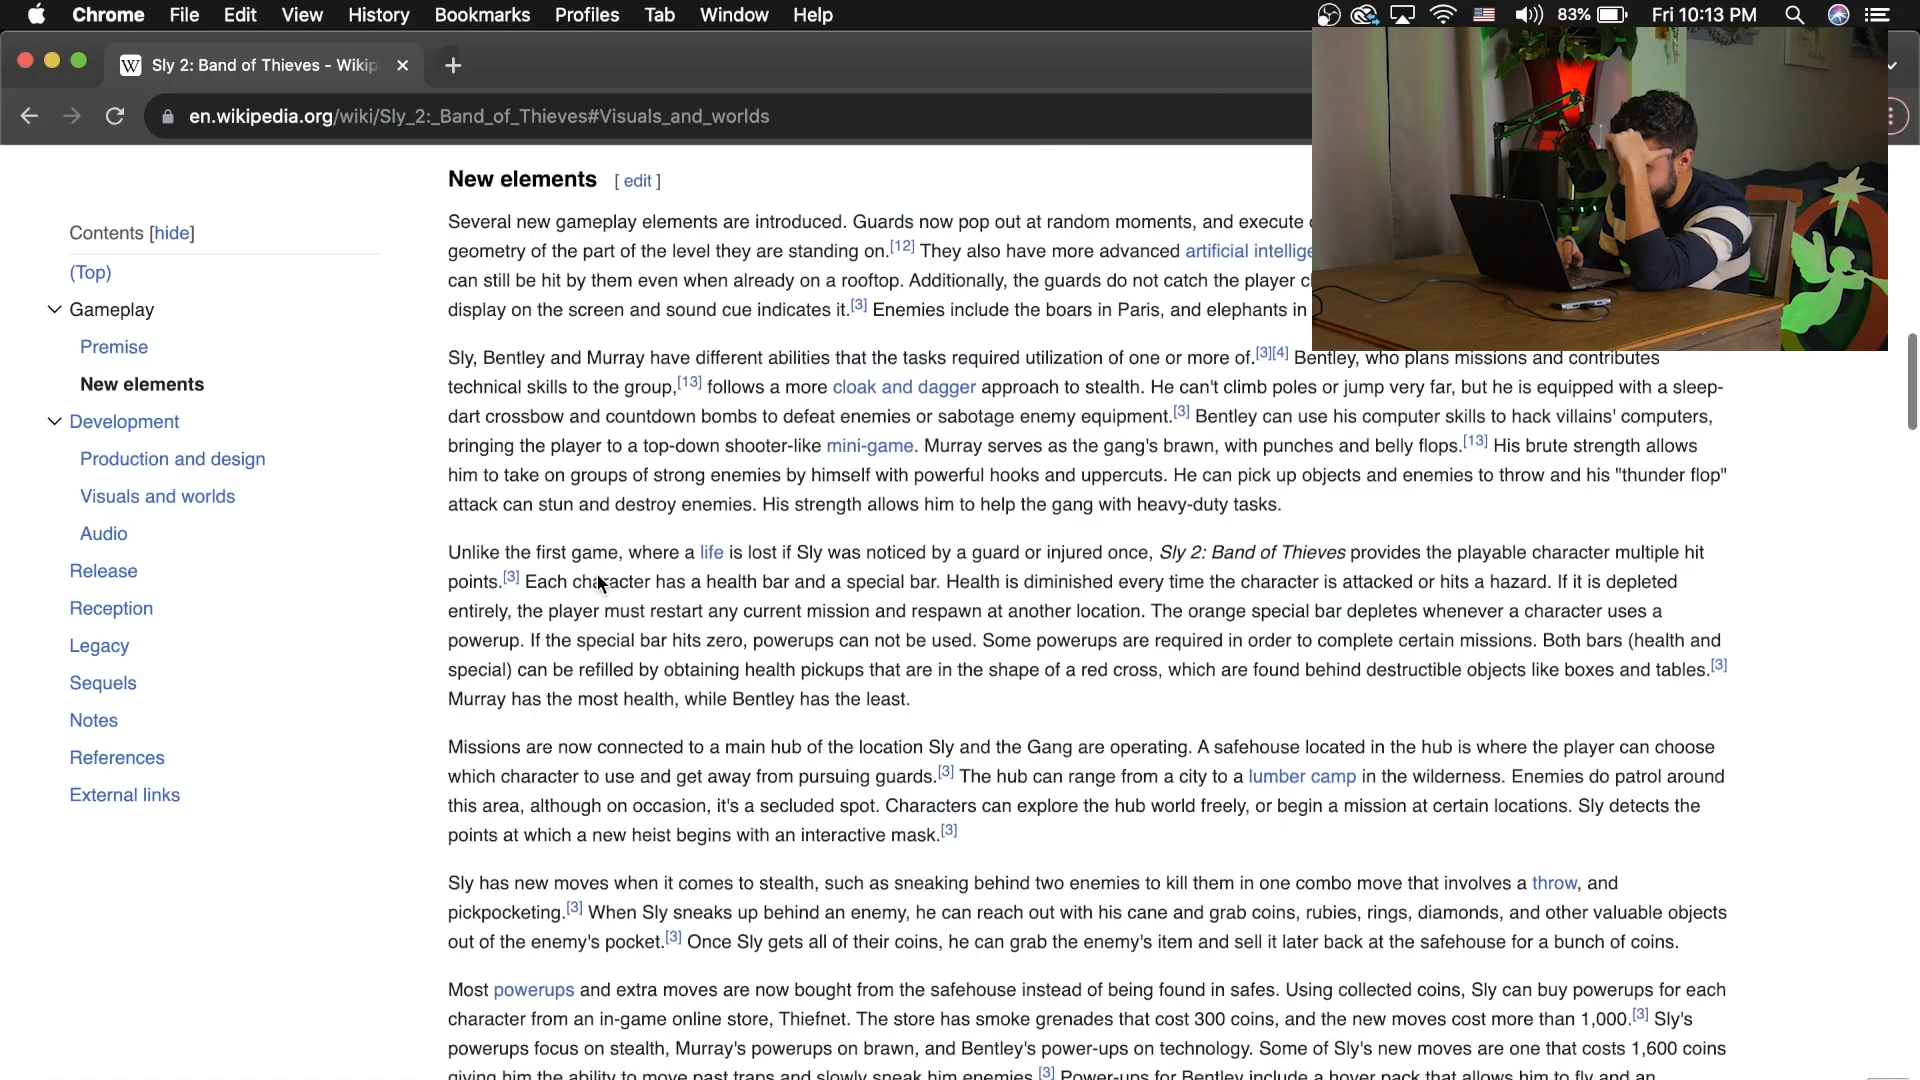 Chrome File Edit View History Bookmarks Profiles Tab Window Help 83% Fri 10:13 PM
W Sly 2: Band of Thieves - Wikip
en.wikipedia.org/wiki/Sly_2:_Band_of_Thieves#Visuals_and_worlds
Contents [hide]
(Top)
Gameplay
Premise
New elements
Development
Production and design
Visuals and worlds
Audio
Release
Reception
Legacy
Sequels
Notes
References
External links
New elements [ edit ]
Several new gameplay elements are introduced. Guards now pop out at random moments, and execute
geometry of the part of the level they are standing on.[12] They also have more advanced artificial intellige
can still be hit by them even when already on a rooftop. Additionally, the guards do not catch the player
display on the screen and sound cue indicates it.[3] Enemies include the boars in Paris, and elephants in
Sly, Bentley and Murray have different abilities that the tasks required utilization of one or more of.[3][4] Bentley, who plans missions and contributes
technical skills to the group,[13] follows a more cloak and dagger approach to stealth. He can't climb poles or jump very far, but he is equipped with a sleep-
dart crossbow and countdown bombs to defeat enemies or sabotage enemy equipment.[3] Bentley can use his computer skills to hack villains' computers,
bringing the player to a top-down shooter-like mini-game. Murray serves as the gang's brawn, with punches and belly flops.[13] His brute strength allows
him to take on groups of strong enemies by himself with powerful hooks and uppercuts. He can pick up objects and enemies to throw and his "thunder flop"
attack can stun and destroy enemies. His strength allows him to help the gang with heavy-duty tasks.
Unlike the first game, where a life is lost if Sly was noticed by a guard or injured once, Sly 2: Band of Thieves provides the playable character multiple hit
points.[3] Each character has a health bar and a special bar. Health is diminished every time the character is attacked or hits a hazard. If it is depleted
entirely, the player must restart any current mission and respawn at another location. The orange special bar depletes whenever a character uses a
powerup. If the special bar hits zero, powerups can not be used. Some powerups are required in order to complete certain missions. Both bars (health and
special) can be refilled by obtaining health pickups that are in the shape of a red cross, which are found behind destructible objects like boxes and tables.[3]
Murray has the most health, while Bentley has the least.
Missions are now connected to a main hub of the location Sly and the Gang are operating. A safehouse located in the hub is where the player can choose
which character to use and get away from pursuing guards.[3] The hub can range from a city to a lumber camp in the wilderness. Enemies do patrol around
this area, although on occasion, it's a secluded spot. Characters can explore the hub world freely, or begin a mission at certain locations. Sly detects the
points at which a new heist begins with an interactive mask.[3]
Sly has new moves when it comes to stealth, such as sneaking behind two enemies to kill them in one combo move that involves a throw, and
pickpocketing.[3] When Sly sneaks up behind an enemy, he can reach out with his cane and grab coins, rubies, rings, diamonds, and other valuable objects
out of the enemy's pocket.[3] Once Sly gets all of their coins, he can grab the enemy's item and sell it later back at the safehouse for a bunch of coins.
Most powerups and extra moves are now bought from the safehouse instead of being found in safes. Using collected coins, Sly can buy powerups for each
character from an in-game online store, Thiefnet. The store has smoke grenades that cost 300 coins, and the new moves cost more than 1,000.[3] Sly's
powerups focus on stealth, Murray's powerups on brawn, and Bentley's power-ups on technology. Some of Sly's new moves are one that costs 1,600 coins
giving him the ability to move past traps and slowly sneak him enemies.[3] Power-ups for Bentley include a hover pack that allows him to fly and an